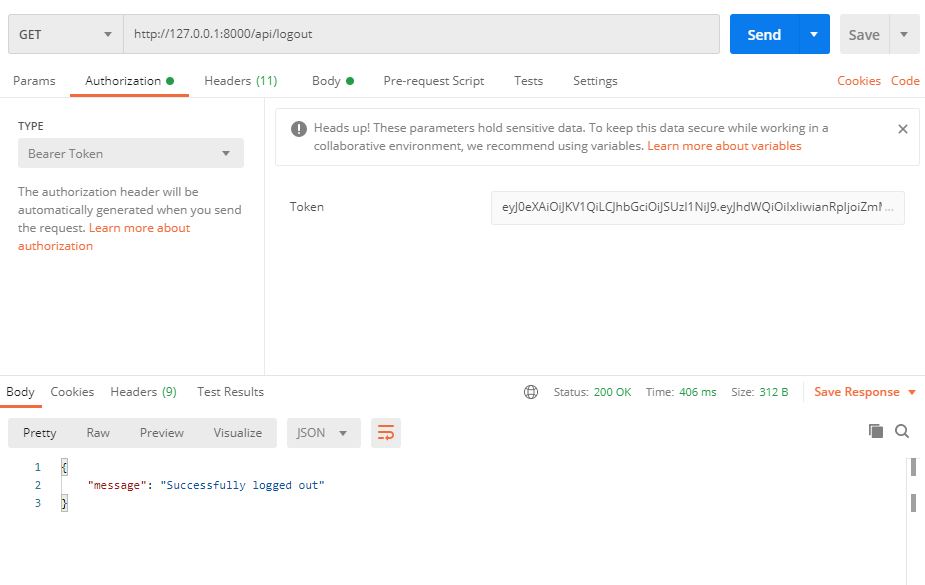 GET http://127.0.0.1:8000/api/logout Send Save
Params Authorization Headers (11) Body Pre-request Script Tests Settings Cookies Code
TYPE
Bearer Token
The authorization header will be
automatically generated when you send
the request. Learn more about
authorization
Heads up! These parameters hold sensitive data. To keep this data secure while working in a
collaborative environment, we recommend using variables. Learn more about variables
Token
Body Cookies Headers (9) Test Results Status: 200 OK Time: 406 ms Size: 312 B Save Response
Pretty Raw Preview Visualize JSON
1 {
2 "message": "Successfully logged out"
3 }